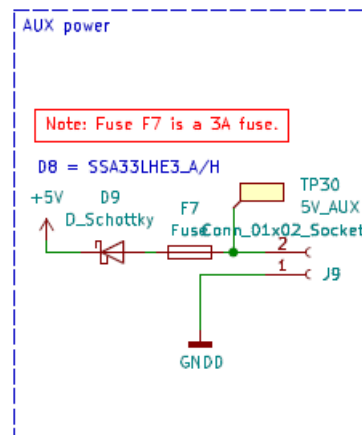 AUX power
Note: Fuse F7 is a 3A fuse.
D8 = SSA33LHE3_A/H
+5V
D9
D_Schottky
F7
Fuse
TP30
5V_AUX
Conn_01x02_Socket
2
1
J9
GNDD